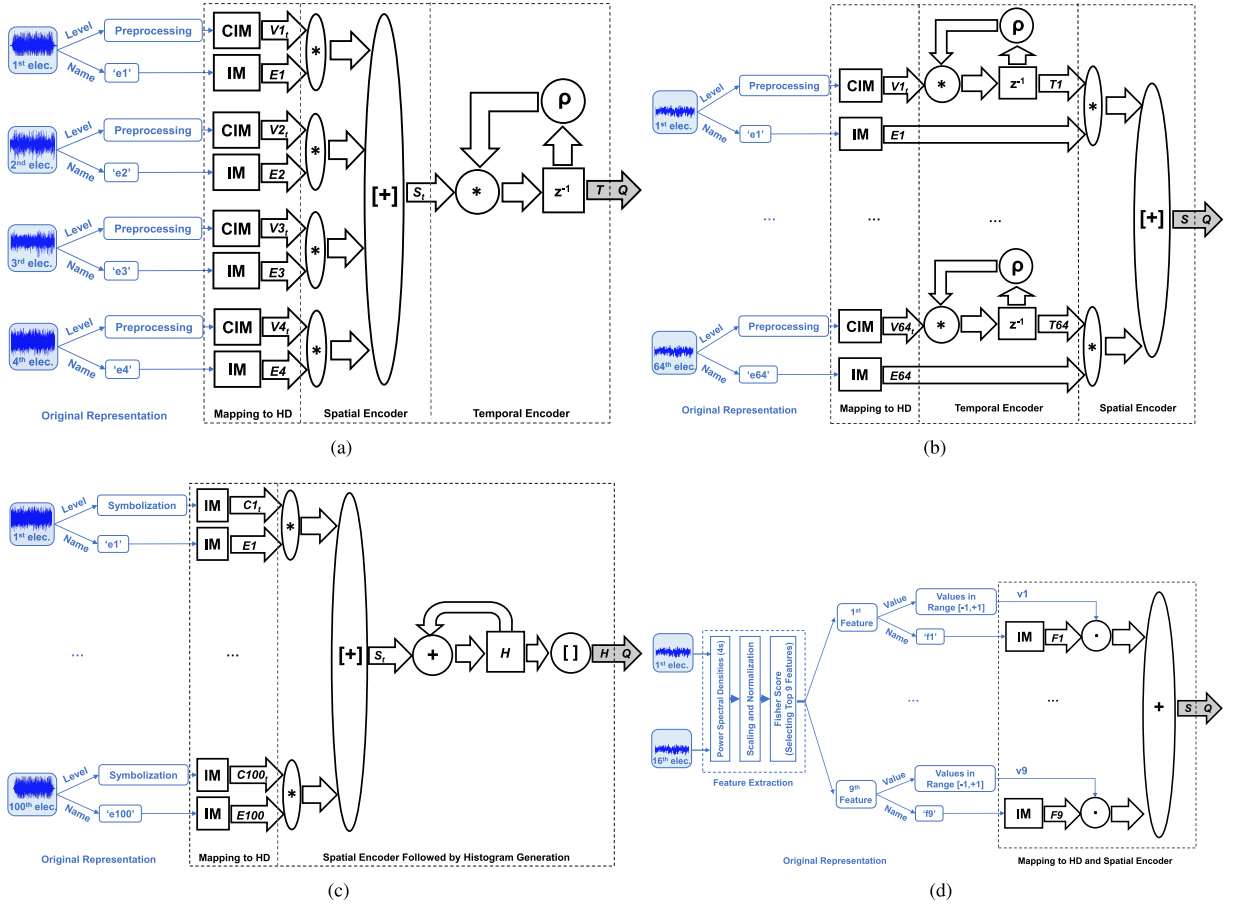 Level
Preprocessing
CIM
V1t
*
1st elec.
Name
'e1'
IM
E1
Level
Preprocessing
CIM
V2t
*
2nd elec.
Name
'e2'
IM
E2
[+]
St
*
ρ
z-1
T Q
Level
Preprocessing
CIM
V3t
*
3rd elec.
Name
'e3'
IM
E3
Level
Preprocessing
CIM
V4t
*
4th elec.
Name
'e4'
IM
E4
Original Representation
Mapping to HD
Spatial Encoder
Temporal Encoder
(a)
ρ
Level
Preprocessing
CIM
V1t
*
z-1
T1
*
1st elec.
Name
'e1'
IM
E1
...
...
...
[+]
S Q
ρ
Level
Preprocessing
CIM
V64t
*
z-1
T64
*
64th elec.
Name
'e64'
IM
E64
Original Representation
Mapping to HD
Temporal Encoder
Spatial Encoder
(b)
Level
Symbolization
IM
C1t
*
1st elec.
Name
'e1'
IM
E1
...
...
[+]
St
+
H
[ ]
H Q
Level
Symbolization
IM
C100t
*
100th elec.
Name
'e100'
IM
E100
Original Representation
Mapping to HD
Spatial Encoder Followed by Histogram Generation
(c)
1st elec.
16th elec.
Power Spectral Densities (4s)
Scaling and Normalization
Fisher Score
(Selecting Top 9 Features)
Feature Extraction
1st
Feature
Value
Values in
Range [-1,+1]
v1
Name
'f1'
IM
F1
·
...
...
+
S Q
9th
Feature
Value
Values in
Range [-1,+1]
v9
Name
'f9'
IM
F9
·
Original Representation
Mapping to HD and Spatial Encoder
(d)